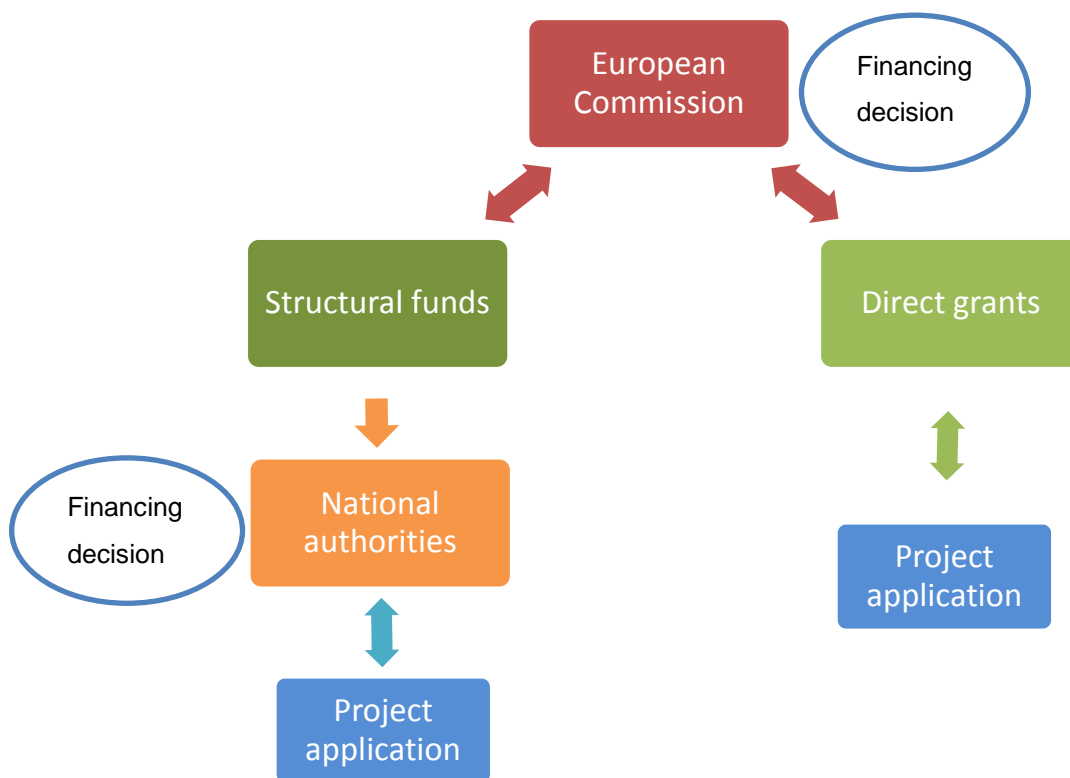 European
Commission
Financing
decision
Structural funds
Direct grants
Financing
decision
National
authorities
Project
application
Project
application